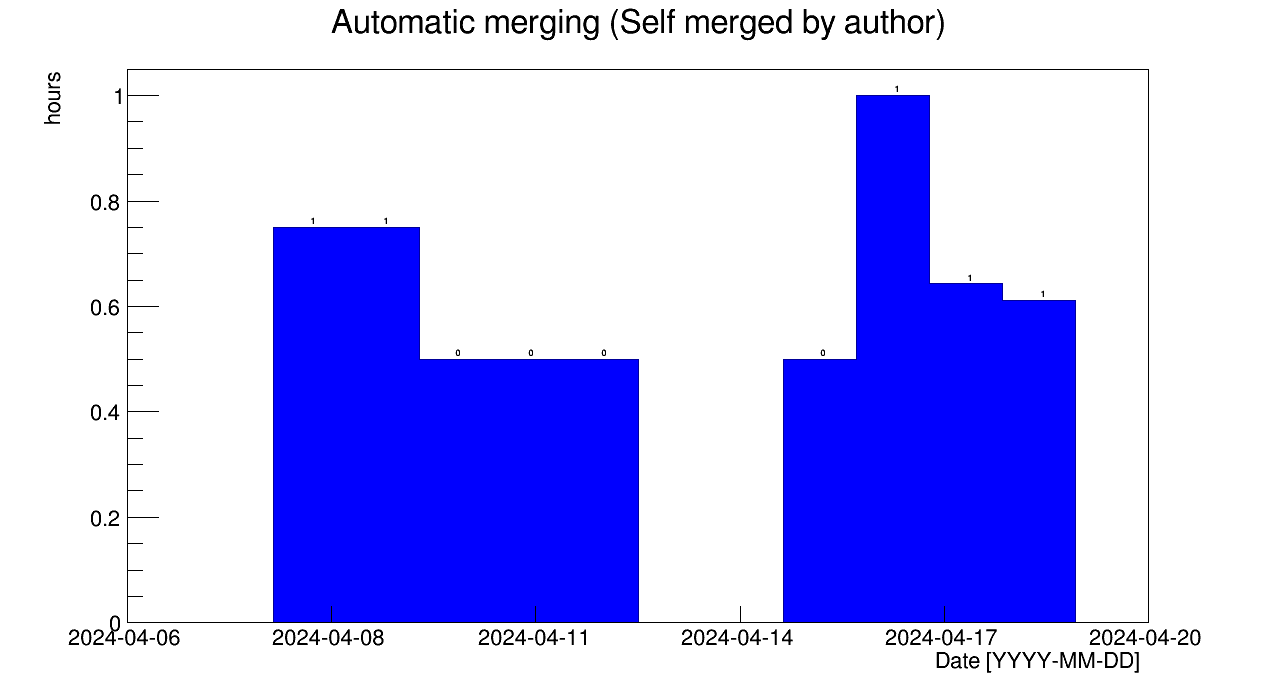 Automatic merging (Self merged by author)
hours
1
0.8
0.6
0.4
0.2
0
1 1 0 0 0 0 1 1 1
2024-04-06 2024-04-08 2024-04-11 2024-04-14 2024-04-17 2024-04-20
Date [YYYY-MM-DD]